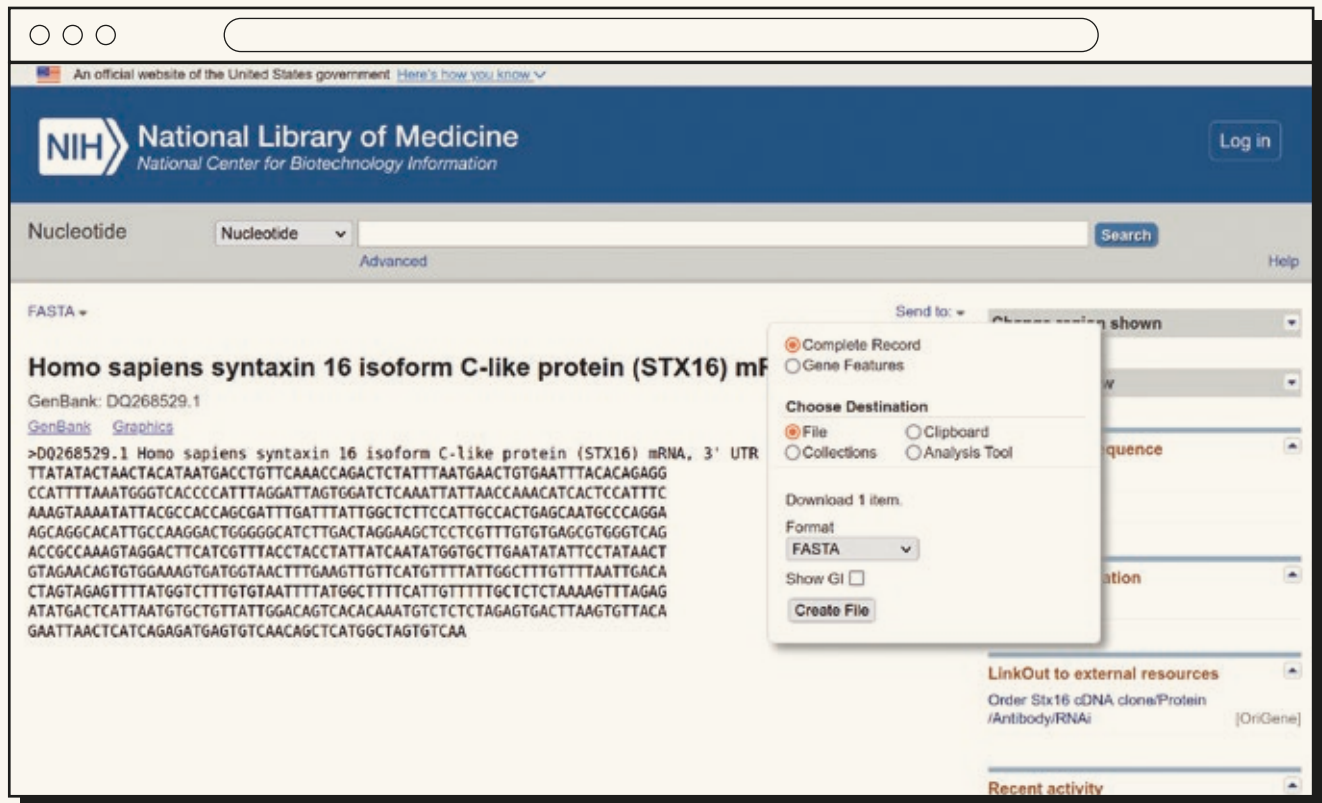 An official website of the United States government Here's how you know
NIH
National Library of Medicine
National Center for Biotechnology Information
Log in
Nucleotide
Nucleotide
Search
Advanced
Help
FASTA
Send to:
shown
Homo sapiens syntaxin 16 isoform C-like protein (STX16)
GenBank: DQ268529.1
GenBank Graphics
>DQ268529.1 Homo sapiens syntaxin 16 isoform C-like protein (STX16) mRNA, 3' UTR
TTATATACTAACTACATAATGACCTGTTCAAACCAGACTCTATTTAATGAACTGTGAATTTACACAGAGG
CCATTTTAAATGGGTCACCCCATTTAGGATTAGTGGATCTCAAATTATTAACCAAACATCACTCCATTTC
AAAGTAAAATATTACGCCACCAGCGATTTGATTTATTGGCTCTTCCATTGCCACTGAGCAATGCCCAGGA
AGCAGGCACATTGCCAAGGACTGGGGGCATCTTGACTAGGAAGCTCCTCGTTTGTGTGAGCGTGGGTCAG
ACCGCCAAAGTAGGACTTCATCGTTTACCTACCTATTATCAATATGGTGCTTGAATATATTCCTATAACT
GTAGAACAGTGTGGAAAGTGATGGTAACTTTGAAGTTGTTCATGTTTTATTGGCTTTGTTTTAATTGACA
CTAGTAGAGTTTTATGGTCTTTGTGTAATTTTATGGCTTTTCATTGTTTTTGCTCTCTAAAAGTTTAGAG
ATATGACTCATTAATGTGCTGTTATTGGACAGTCACACAAATGTCTCTCTAGAGTGACTTAAGTGTTACA
GAATTAACTCATCAGAGATGAGTGTCAACAGCTCATGGCTAGTGTCAA
Complete Record
Gene Features
Choose Destination
File Clipboard
Collections Analysis Tool
Download 1 item.
Format
FASTA
Show GI
Create File
LinkOut to external resources
Order Stx16 cDNA clone/Protein
/Antibody/RNAi [OriGene]
Recent activity